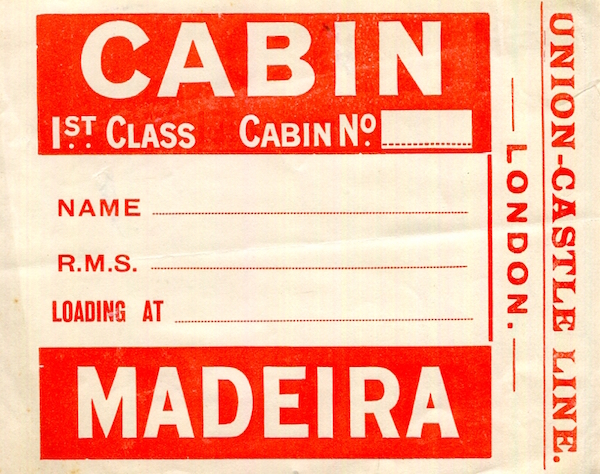 CABIN
1ST. CLASS CABIN NO.
NAME
R.M.S.
LOADING AT
MADEIRA
— LONDON. —
UNION-CASTLE LINE.